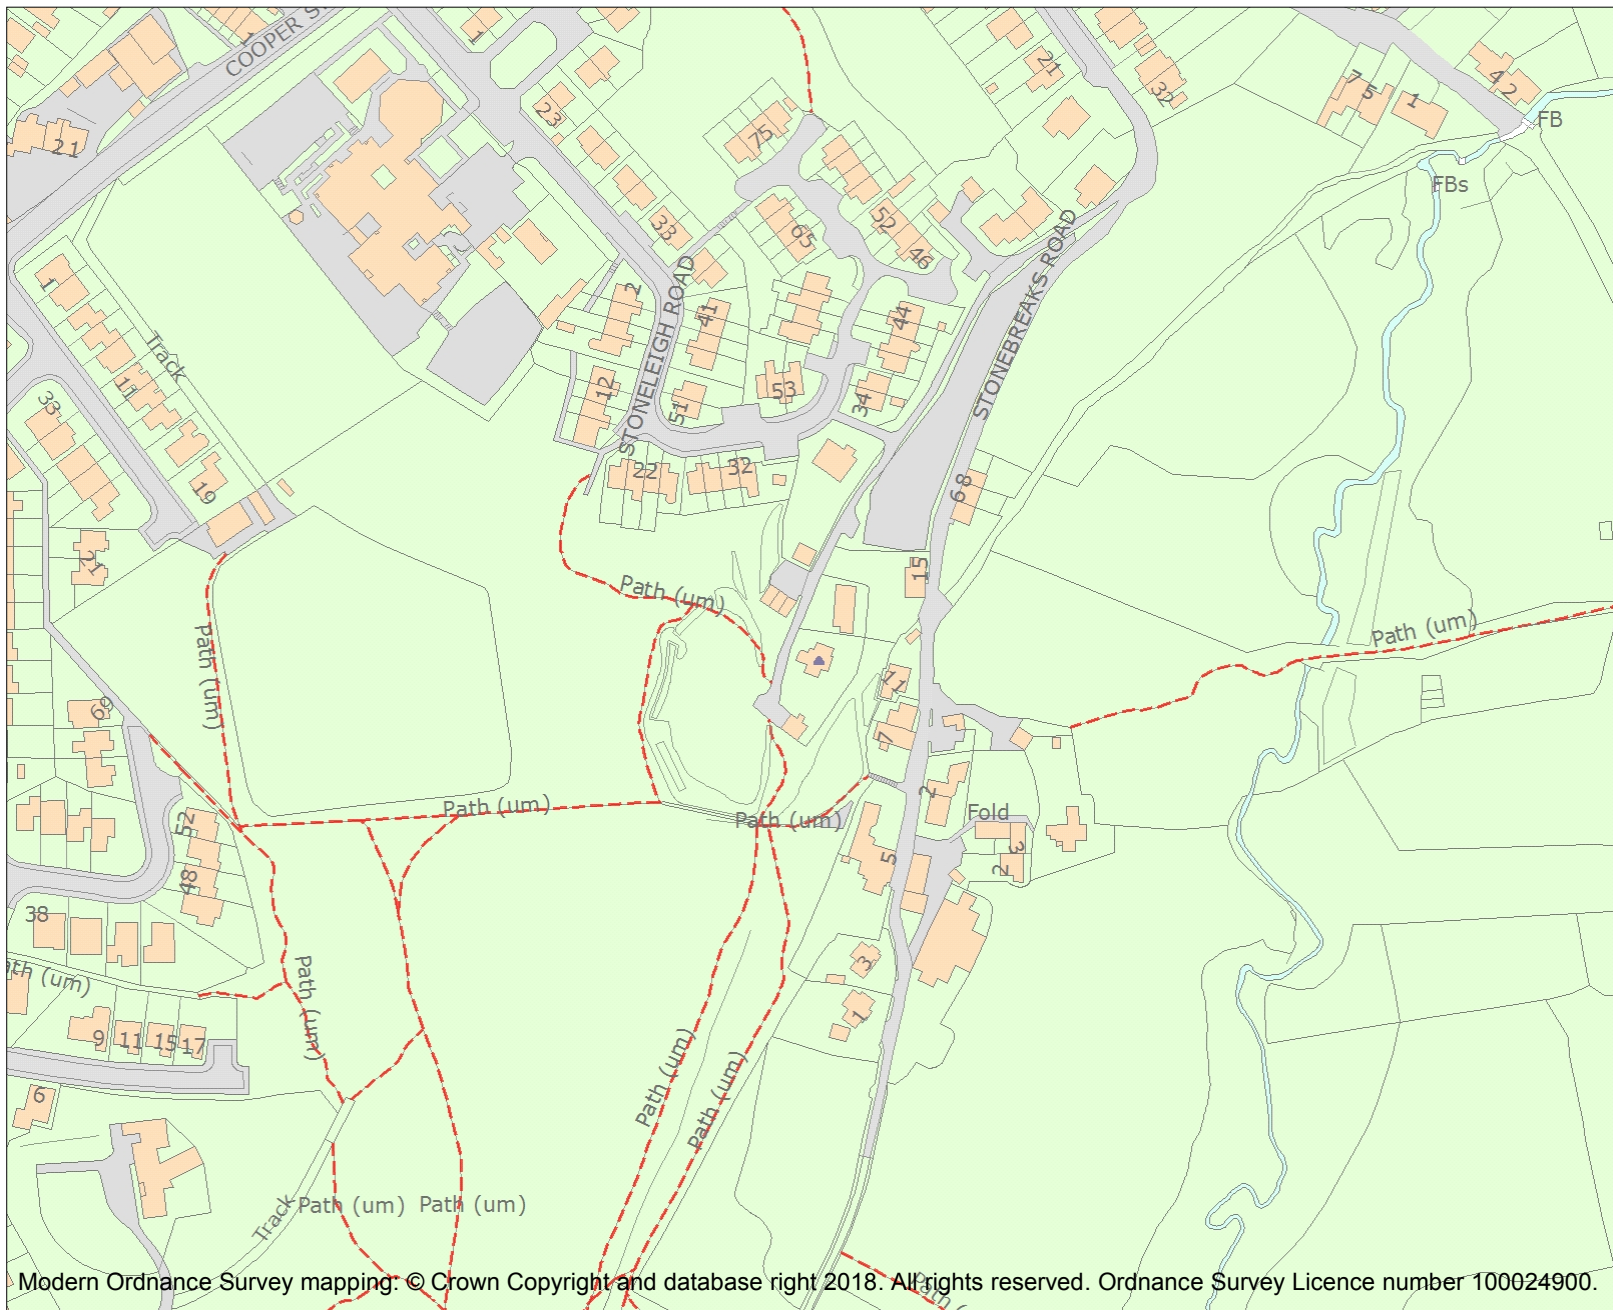 COOPER S
1
1
21
32
7
5
1
4 2
FB
FBs
21
23
75
33
65
52
46
STONEBREAKS ROAD
1
Track
11
33
19
2
41
STONELEIGH ROAD
12
51
53
44
34
22
32
68
15
21
Path (um)
Path (um)
Path (um)
69
11
7
Path (um)
Path (um)
2
Fold
52
48
5
3
2
38
ath (um)
Path (um)
3
1
9
11
15
17
6
Path (um)
Path (um)
Track
Path (um)
Path (um)
Path (
Modern Ordnance Survey mapping: © Crown Copyright and database right 2018. All rights reserved. Ordnance Survey Licence number 100024900.